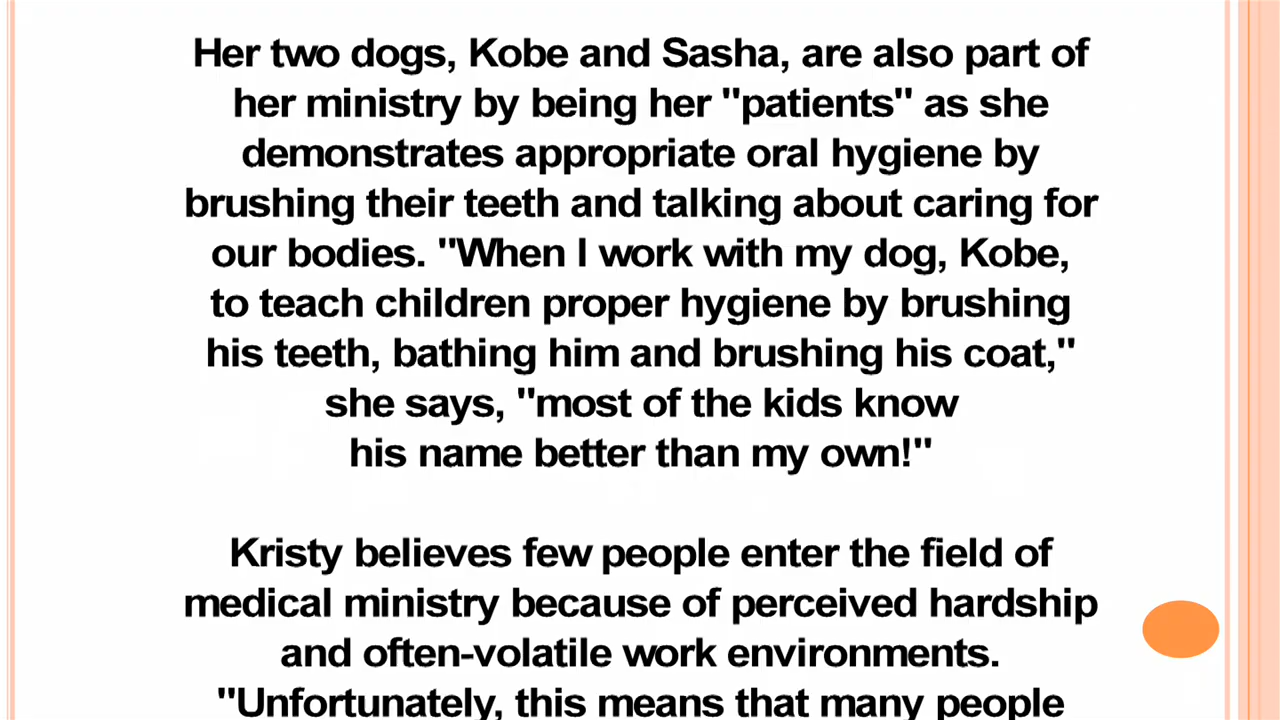 Her two dogs, Kobe and Sasha, are also part of
her ministry by being her "patients" as she
demonstrates appropriate oral hygiene by
brushing their teeth and talking about caring for
our bodies. "When I work with my dog, Kobe,
to teach children proper hygiene by brushing
his teeth, bathing him and brushing his coat,"
she says, "most of the kids know
his name better than my own!"
Kristy believes few people enter the field of
medical ministry because of perceived hardship
and often-volatile work environments.
"Unfortunately, this means that many people